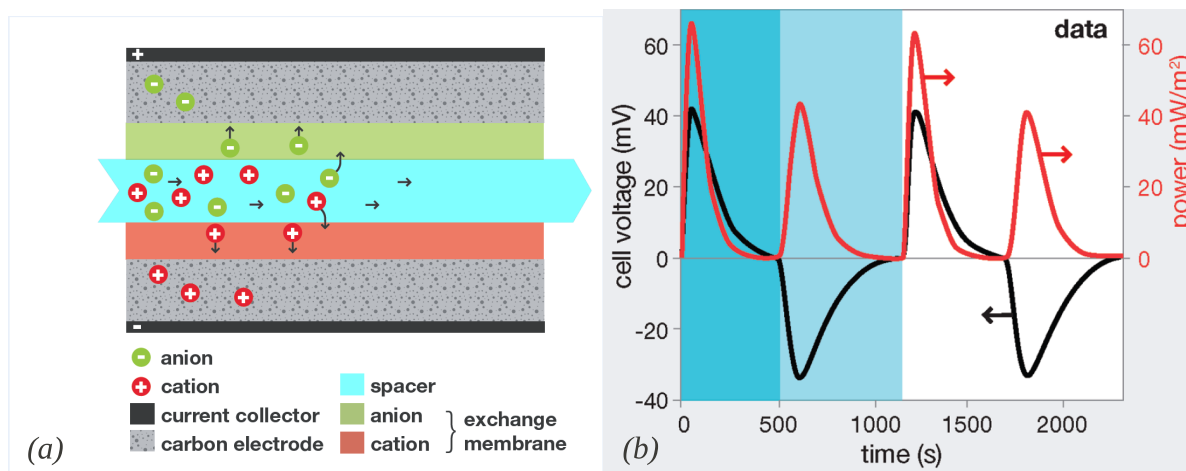 +
-
anion
cation
current collector
carbon electrode
spacer
anion
cation
exchange
membrane
(a)
data
60
40
20
0
-20
-40
cell voltage (mV)
60
40
20
0
power (mW/m²)
0
500
1000
1500
2000
time (s)
(b)